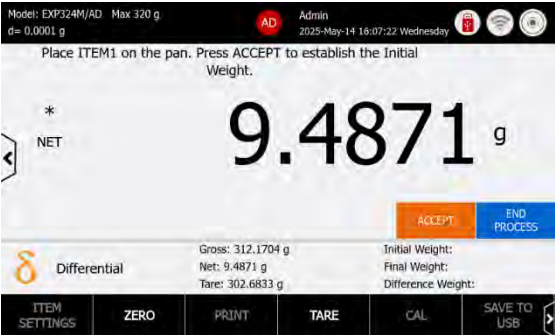 Model: EXP324M/AD Max 320 g
d= 0.0001 g
AD
Admin
2025-May-14 16:07:22 Wednesday
Place ITEM1 on the pan. Press ACCEPT to establish the Initial
Weight.
*
NET
9.4871 g
ACCEPT
END
PROCESS
δ Differential
Gross: 312.1704 g
Net: 9.4871 g
Tare: 302.6833 g
Initial Weight:
Final Weight:
Difference Weight:
ITEM
SETTINGS
ZERO
PRINT
TARE
CAL
SAVE TO
USB